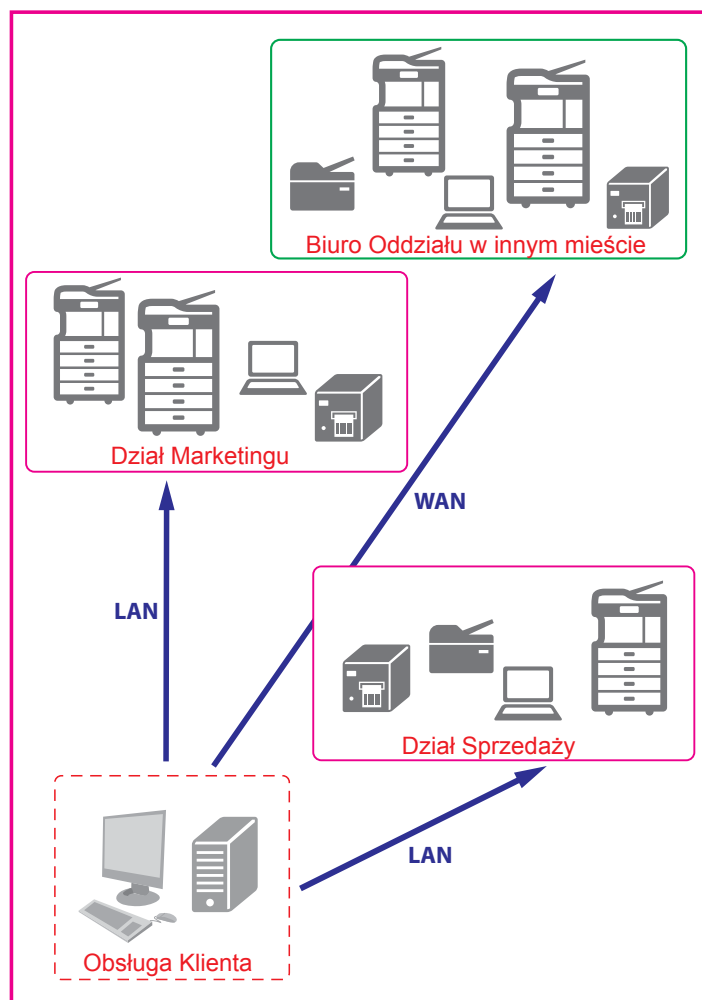 Biuro Oddziału w innym mieście
Dział Marketingu
WAN
LAN
Dział Sprzedaży
LAN
Obsługa Klienta